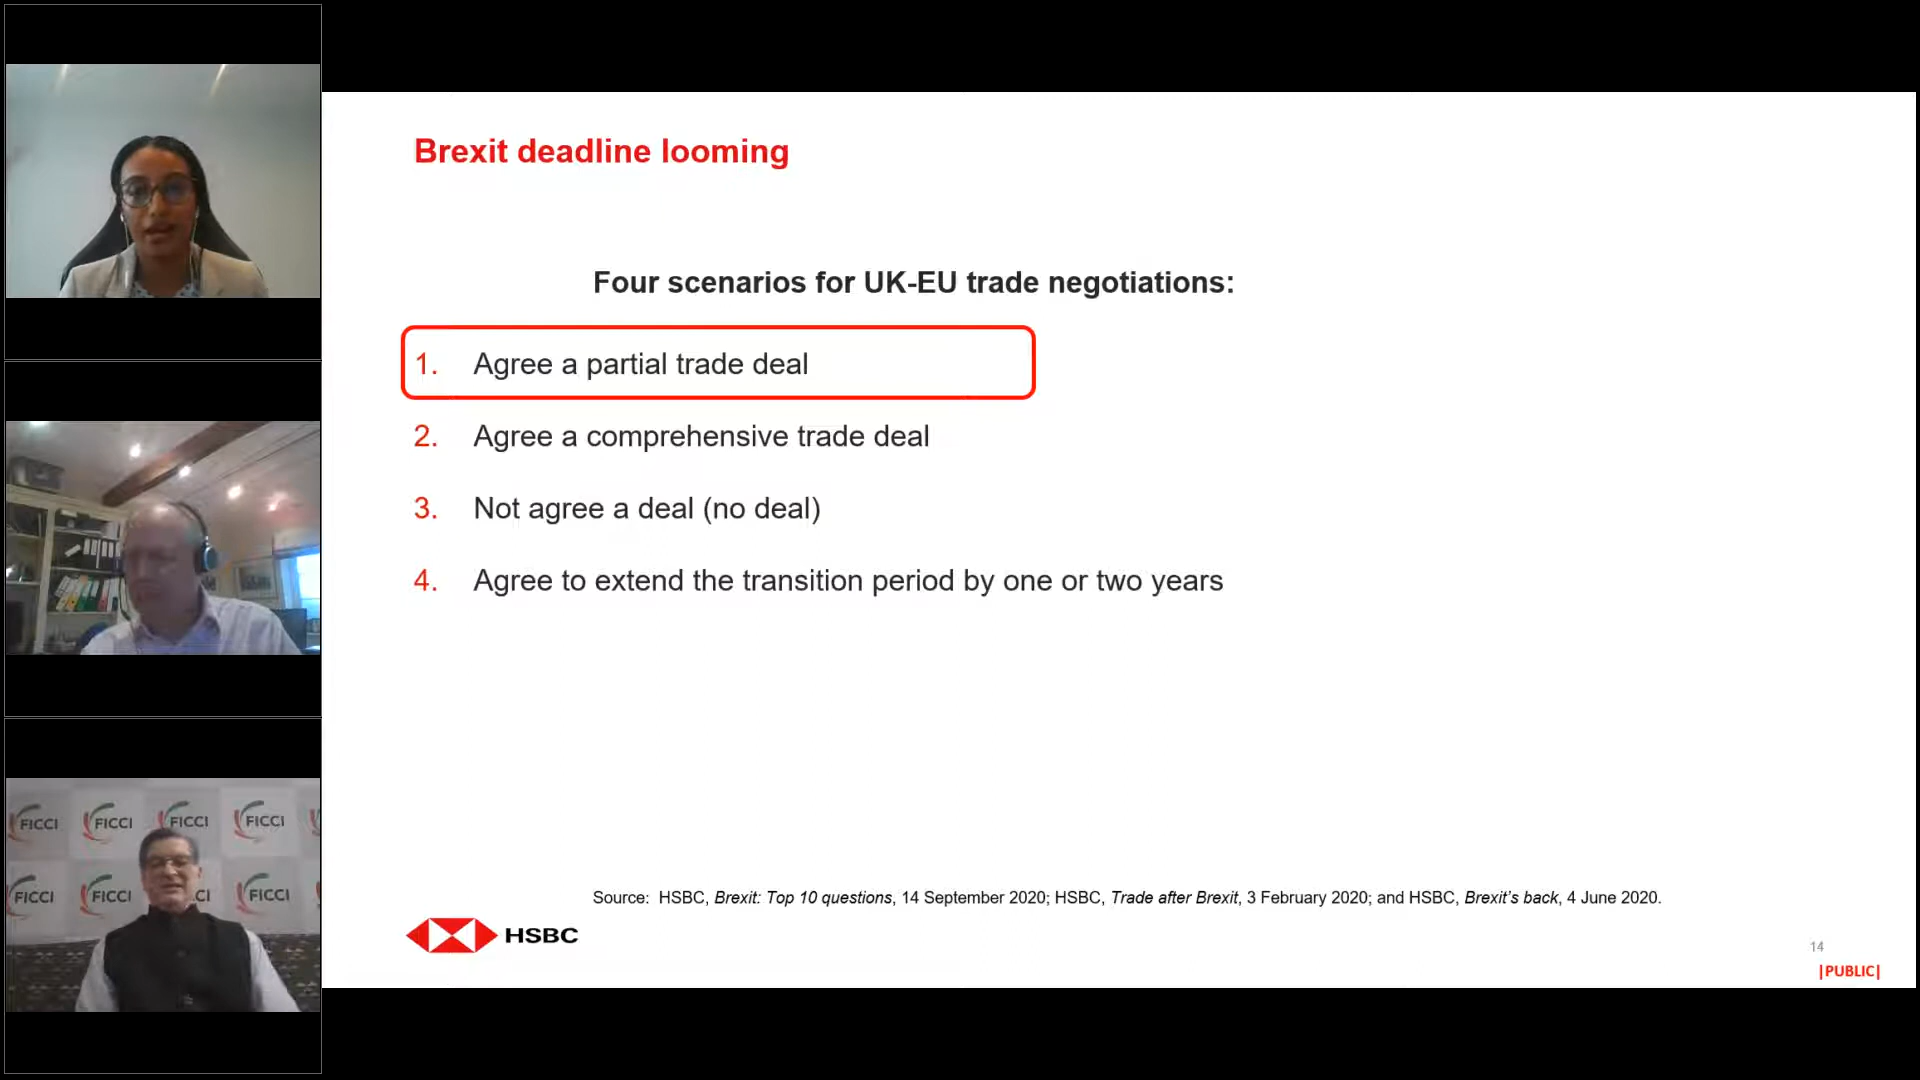 Brexit deadline looming
Four scenarios for UK-EU trade negotiations:
1. Agree a partial trade deal
2. Agree a comprehensive trade deal
3. Not agree a deal (no deal)
4. Agree to extend the transition period by one or two years
Source: HSBC, Brexit: Top 10 questions, 14 September 2020; HSBC, Trade after Brexit, 3 February 2020; and HSBC, Brexit's back, 4 June 2020.
HSBC
14
|PUBLIC|
FICCI FICCI FICCI FICCI
FICCI FICCI CI FICCI